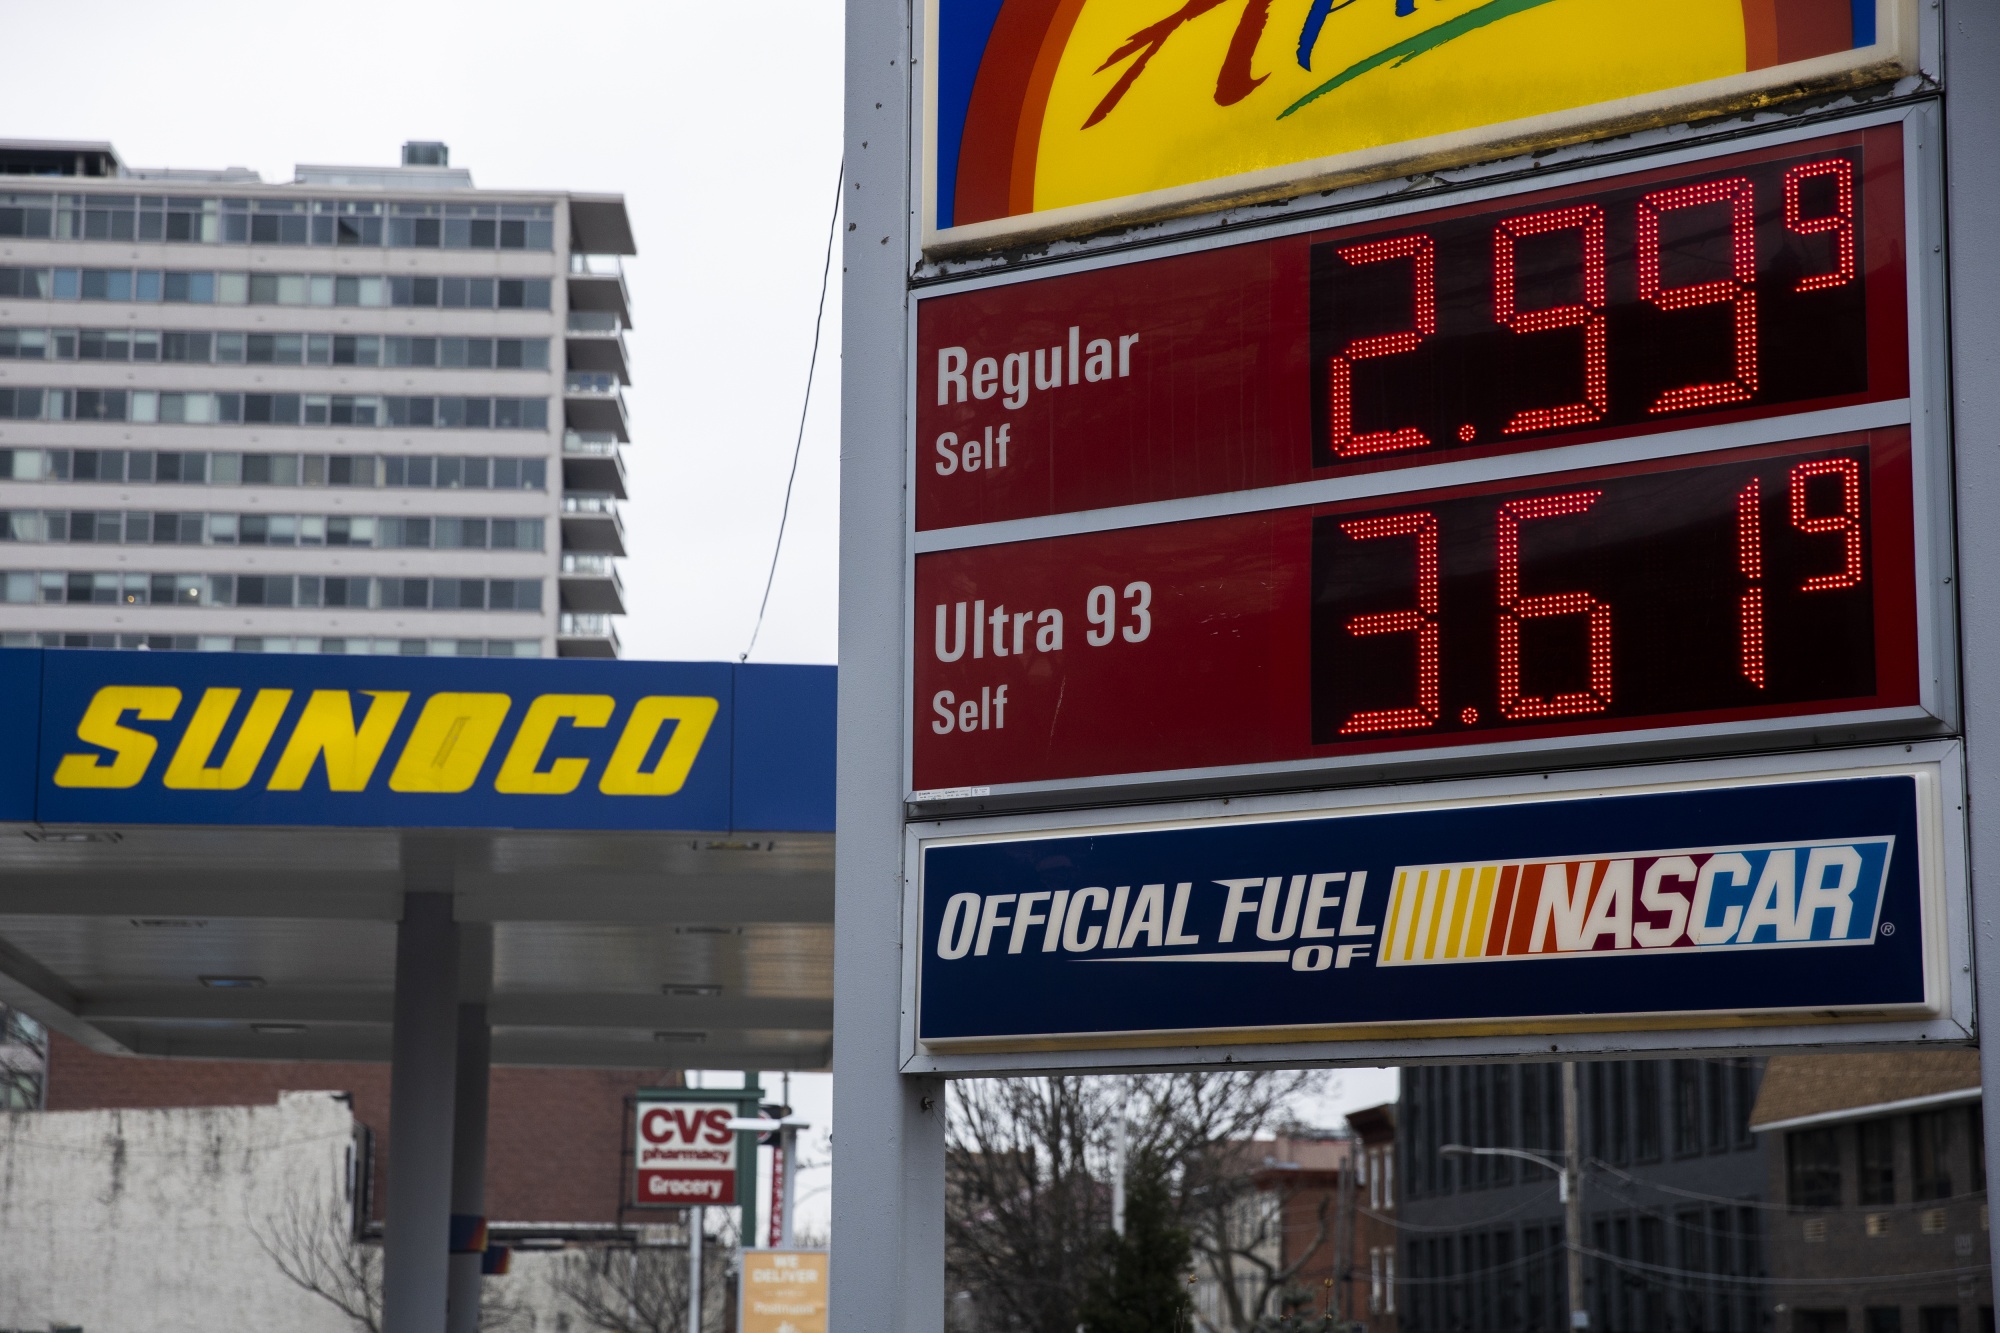 Regular
Self
2.99 9
Ultra 93
Self
3.61 9
SUNOCO
OFFICIAL FUEL
OF
NASCAR
®
CVS
pharmacy
Grocery
WE
DELIVER